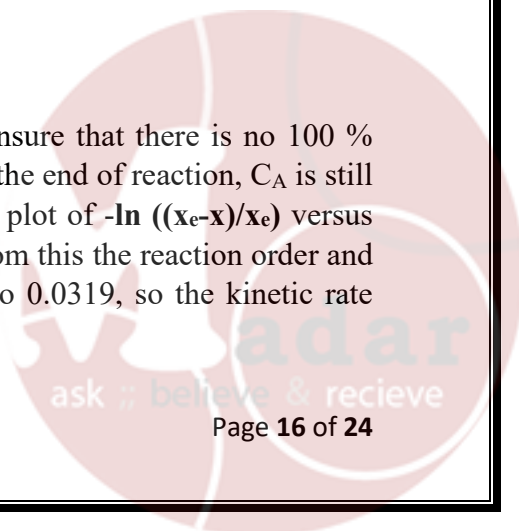 nsure that there is no 100 %
the end of reaction, CA is still
plot of -ln ((xe-x)/xe) versus
om this the reaction order and
o 0.0319, so the kinetic rate
adar
ask :: believe & recieve
Page 16 of 24